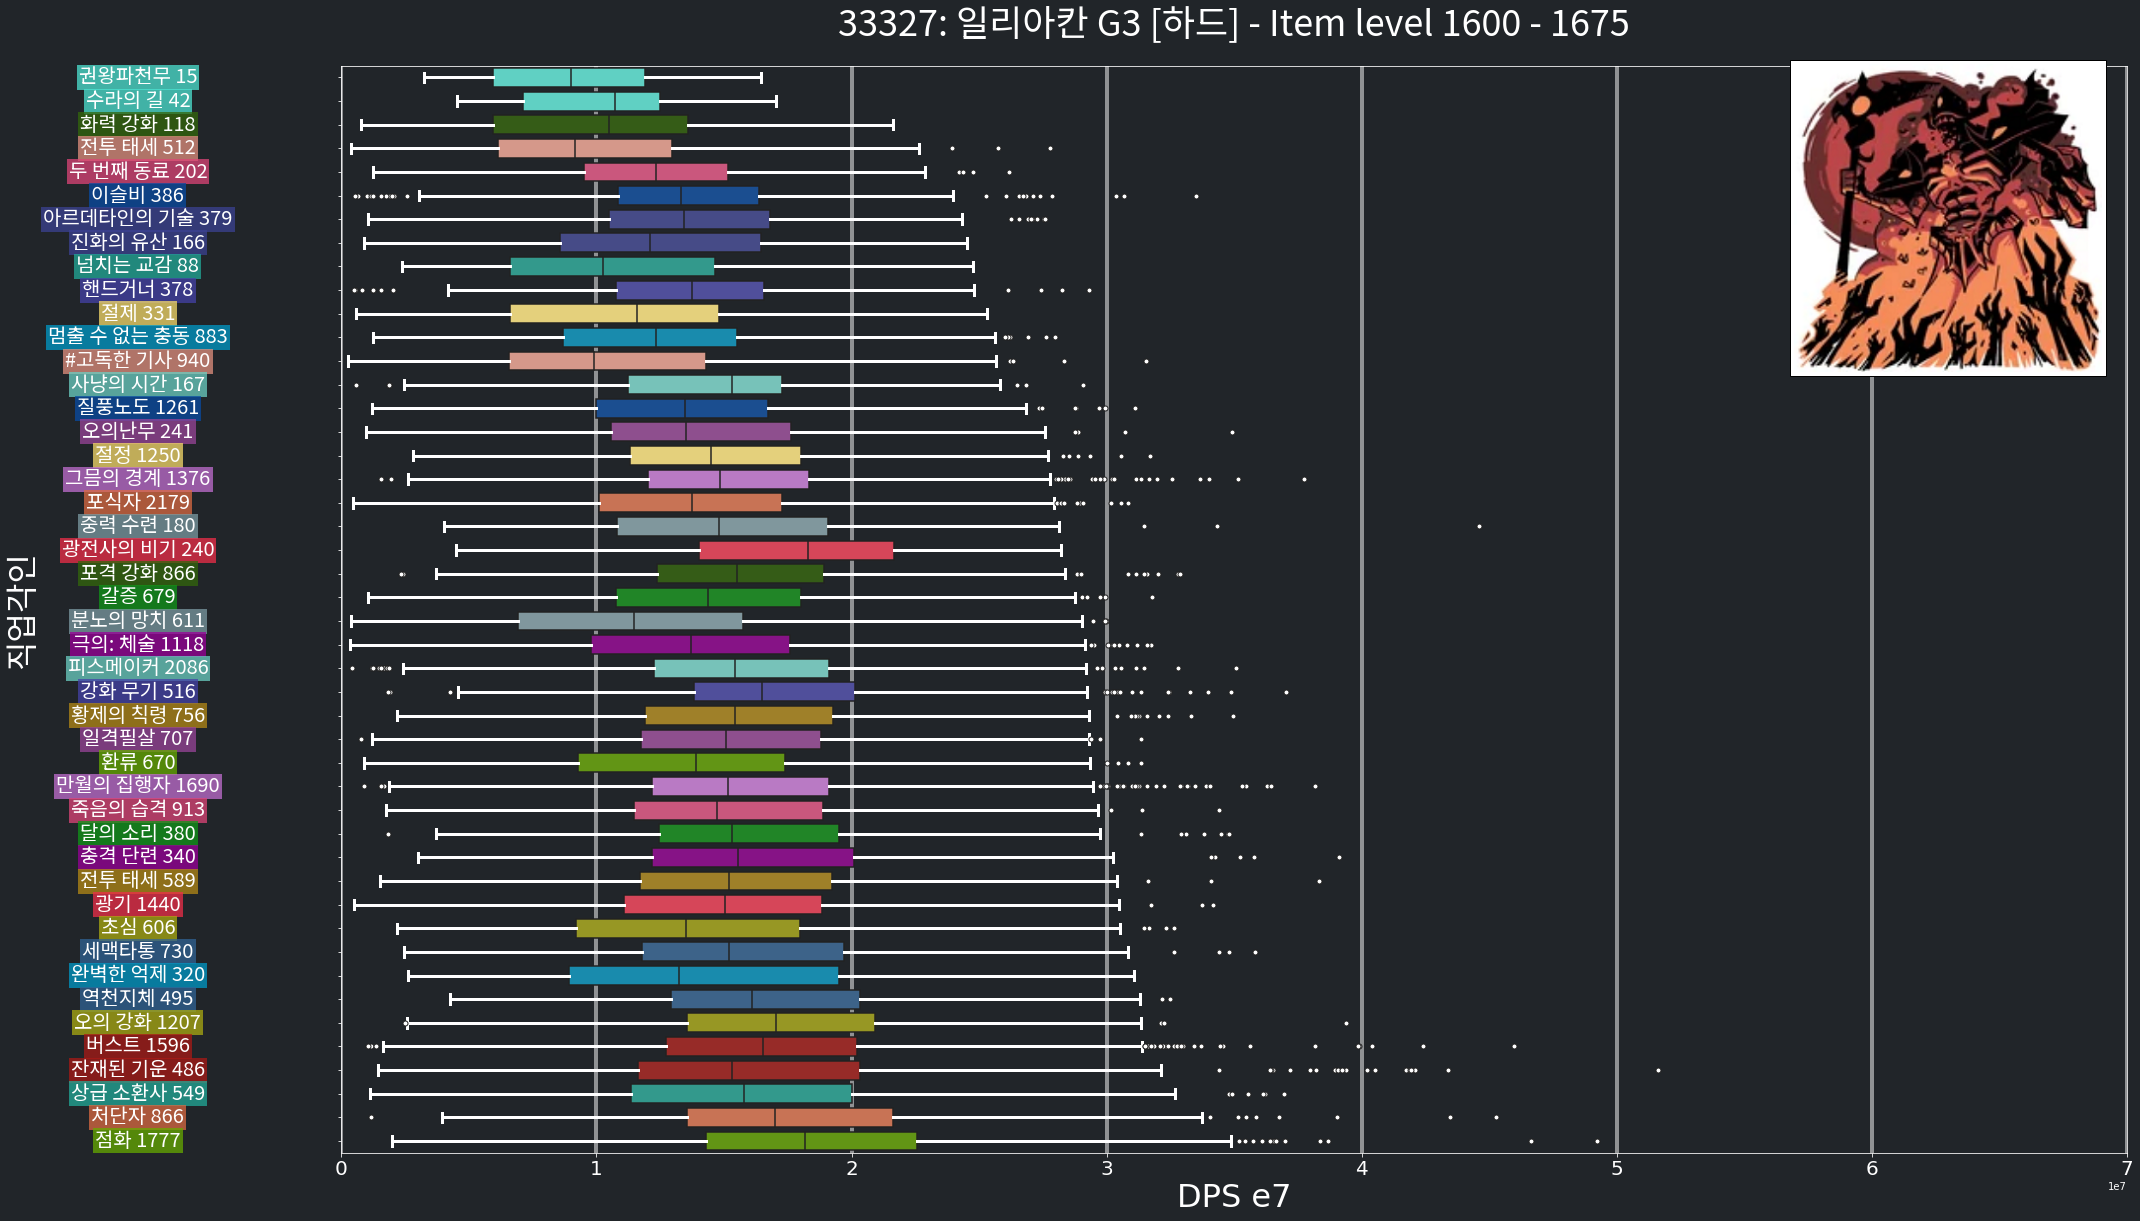 33327: 일리아칸 G3 [하드] - Item level 1600 - 1675
직업각인
권왕파천무 15
수라의 길 42
화력 강화 118
전투 태세 512
두 번째 동료 202
이슬비 386
아르데타인의 기술 379
진화의 유산 166
넘치는 교감 88
핸드거너 378
절제 331
멈출 수 없는 충동 883
#고독한 기사 940
사냥의 시간 167
질풍노도 1261
오의난무 241
절정 1250
그믐의 경계 1376
포식자 2179
중력 수련 180
광전사의 비기 240
포격 강화 866
갈증 679
분노의 망치 611
극의: 체술 1118
피스메이커 2086
강화 무기 516
황제의 칙령 756
일격필살 707
환류 670
만월의 집행자 1690
죽음의 습격 913
달의 소리 380
충격 단련 340
전투 태세 589
광기 1440
초심 606
세맥타통 730
완벽한 억제 320
역천지체 495
오의 강화 1207
버스트 1596
잔재된 기운 486
상급 소환사 549
처단자 866
점화 1777
0 1 2 3 4 5 6 7
DPS e7
1e7